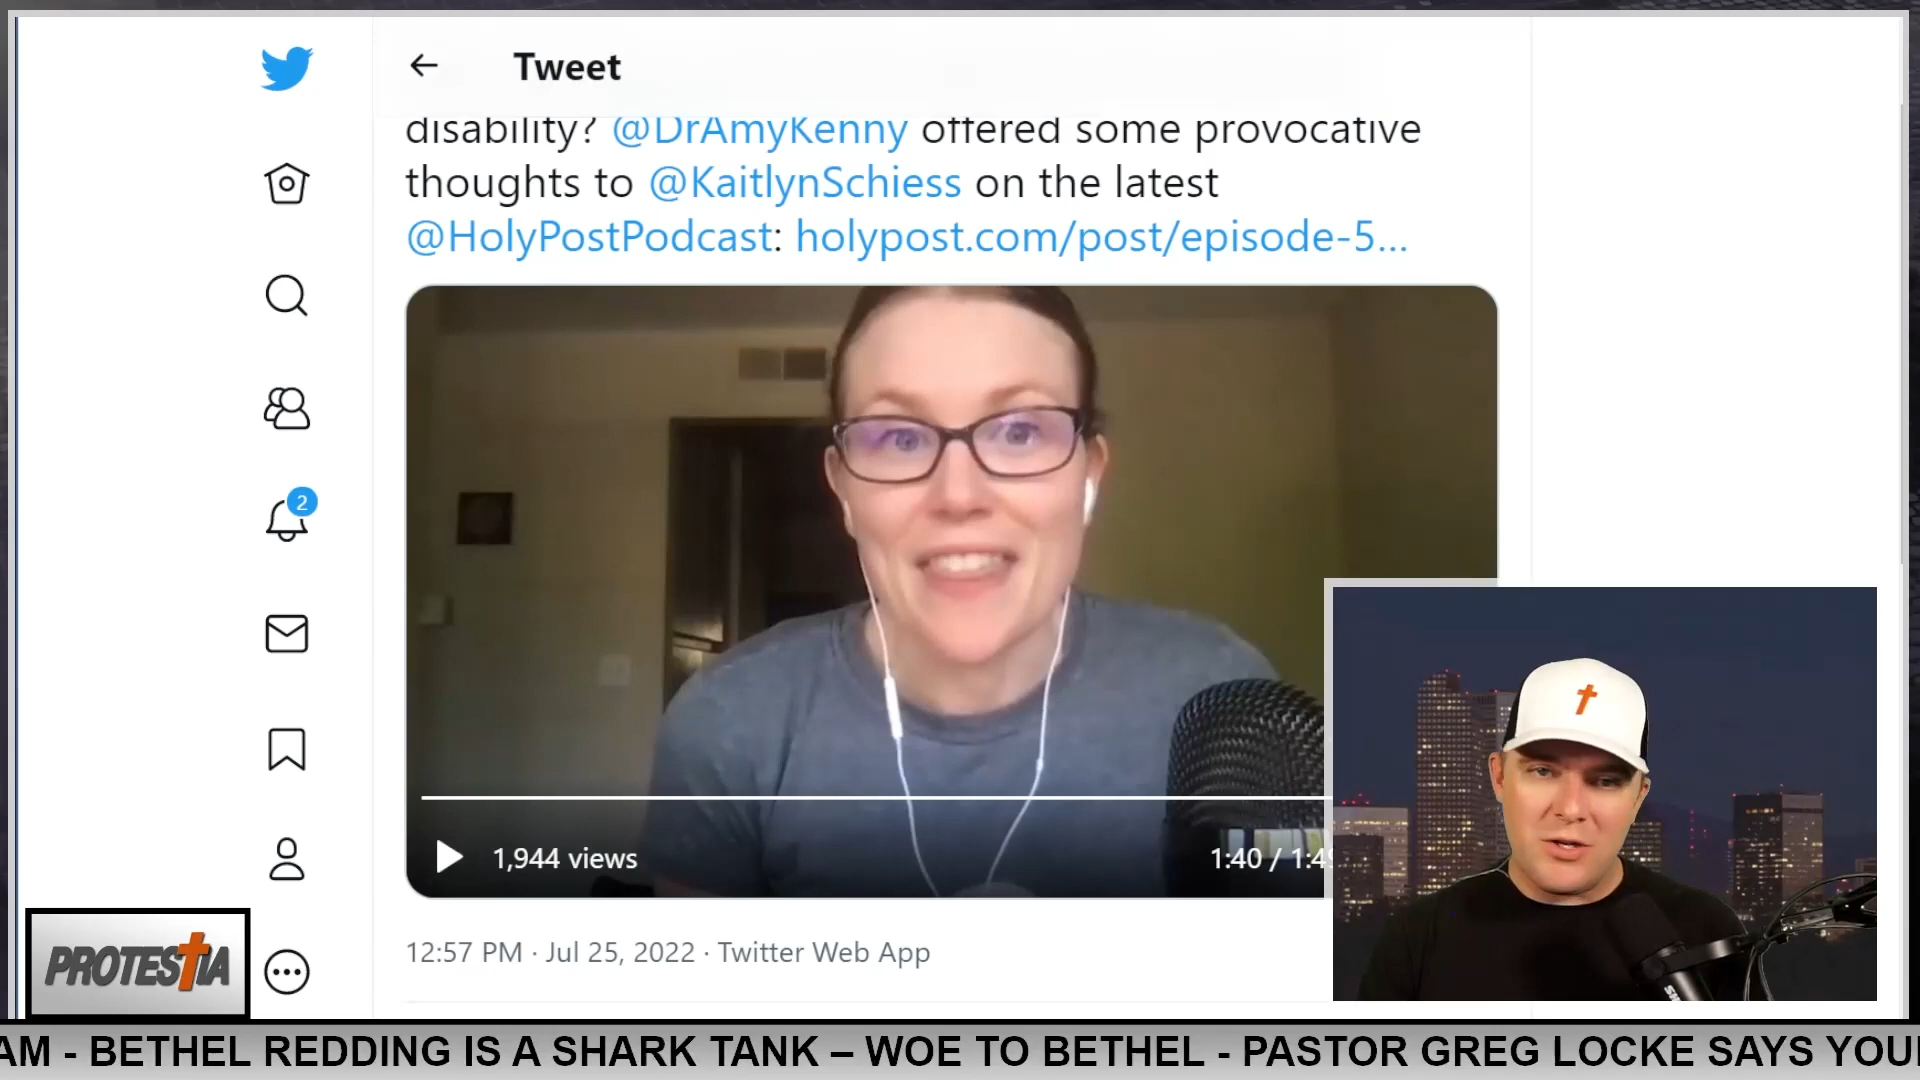 Tweet
disability? @DrAmyKenny offered some provocative
thoughts to @KaitlynSchiess on the latest
@HolyPostPodcast: holypost.com/post/episode-5...
2
1,944 views
1:40 / 1:49
12:57 PM · Jul 25, 2022 · Twitter Web App
PROTESTIA
AM - BETHEL REDDING IS A SHARK TANK – WOE TO BETHEL - PASTOR GREG LOCKE SAYS YOU